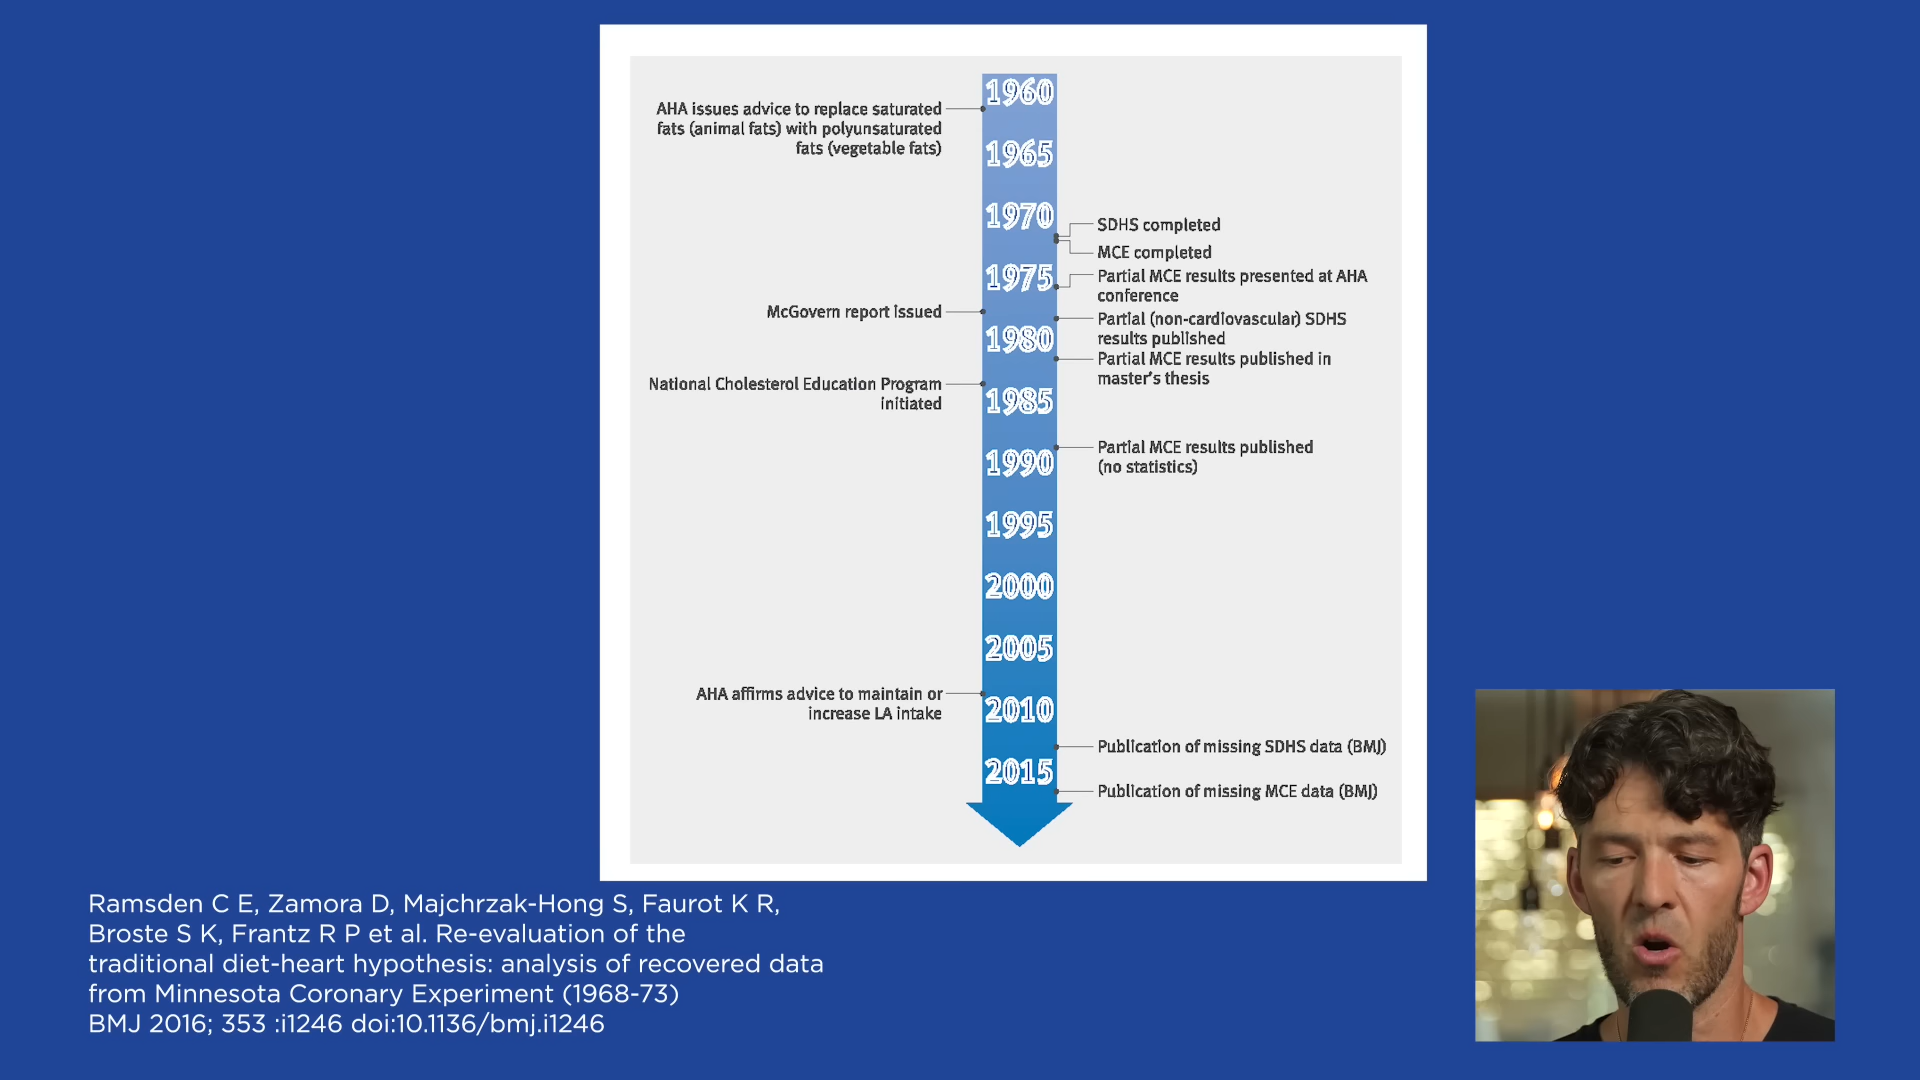 1960
AHA issues advice to replace saturated
fats (animal fats) with polyunsaturated
fats (vegetable fats)
1965
1970
SDHS completed
MCE completed
1975
Partial MCE results presented at AHA
conference
McGovern report issued
Partial (non-cardiovascular) SDHS
results published
1980
Partial MCE results published in
master's thesis
National Cholesterol Education Program
initiated
1985
Partial MCE results published
(no statistics)
1990
1995
2000
2005
AHA affirms advice to maintain or
increase LA intake
2010
Publication of missing SDHS data (BMJ)
2015
Publication of missing MCE data (BMJ)
Ramsden C E, Zamora D, Majchrzak-Hong S, Faurot K R,
Broste S K, Frantz R P et al. Re-evaluation of the
traditional diet-heart hypothesis: analysis of recovered data
from Minnesota Coronary Experiment (1968-73)
BMJ 2016; 353 :i1246 doi:10.1136/bmj.i1246